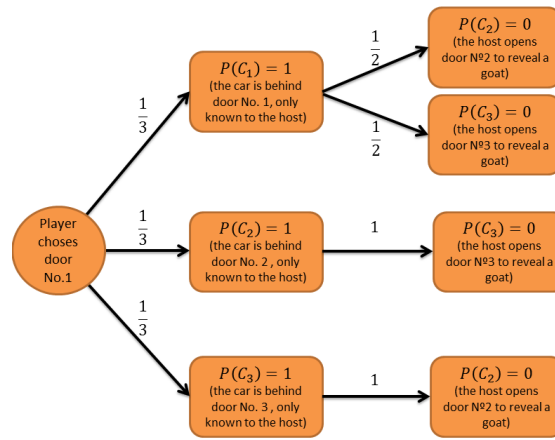 Player
choses
door
No.1
1/3
1/3
1/3
P(C₁) = 1
(the car is behind
door No. 1, only
known to the host)
P(C₂) = 1
(the car is behind
door No. 2 , only
known to the host)
P(C₃) = 1
(the car is behind
door No. 3 , only
known to the host)
1/2
1/2
1
1
P(C₂) = 0
(the host opens
door №2 to reveal a
goat)
P(C₃) = 0
(the host opens
door №3 to reveal a
goat)
P(C₃) = 0
(the host opens
door №3 to reveal a
goat)
P(C₂) = 0
(the host opens
door №2 to reveal a
goat)